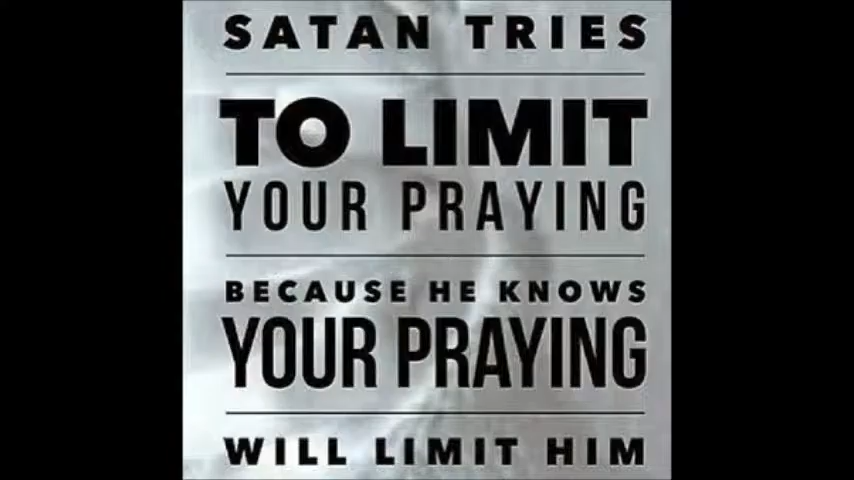 SATAN TRIES
TO LIMIT
YOUR PRAYING
BECAUSE HE KNOWS
YOUR PRAYING
WILL LIMIT HIM